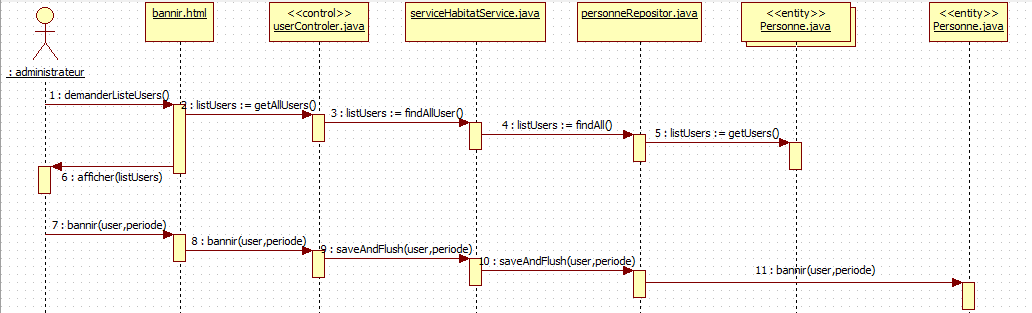 bannir.html
<<control>>
userControler.java
serviceHabitatService.java
personneRepositor.java
<<entity>>
Personne.java
<<entity>>
Personne.java
: administrateur
1 : demanderListeUsers()
2 : listUsers := getAllUsers()
3 : listUsers := findAllUser()
4 : listUsers := findAll()
5 : listUsers := getUsers()
6 : afficher(listUsers)
7 : bannir(user,periode)
8 : bannir(user,periode)
9 : saveAndFlush(user,periode)
10 : saveAndFlush(user,periode)
11 : bannir(user,periode)